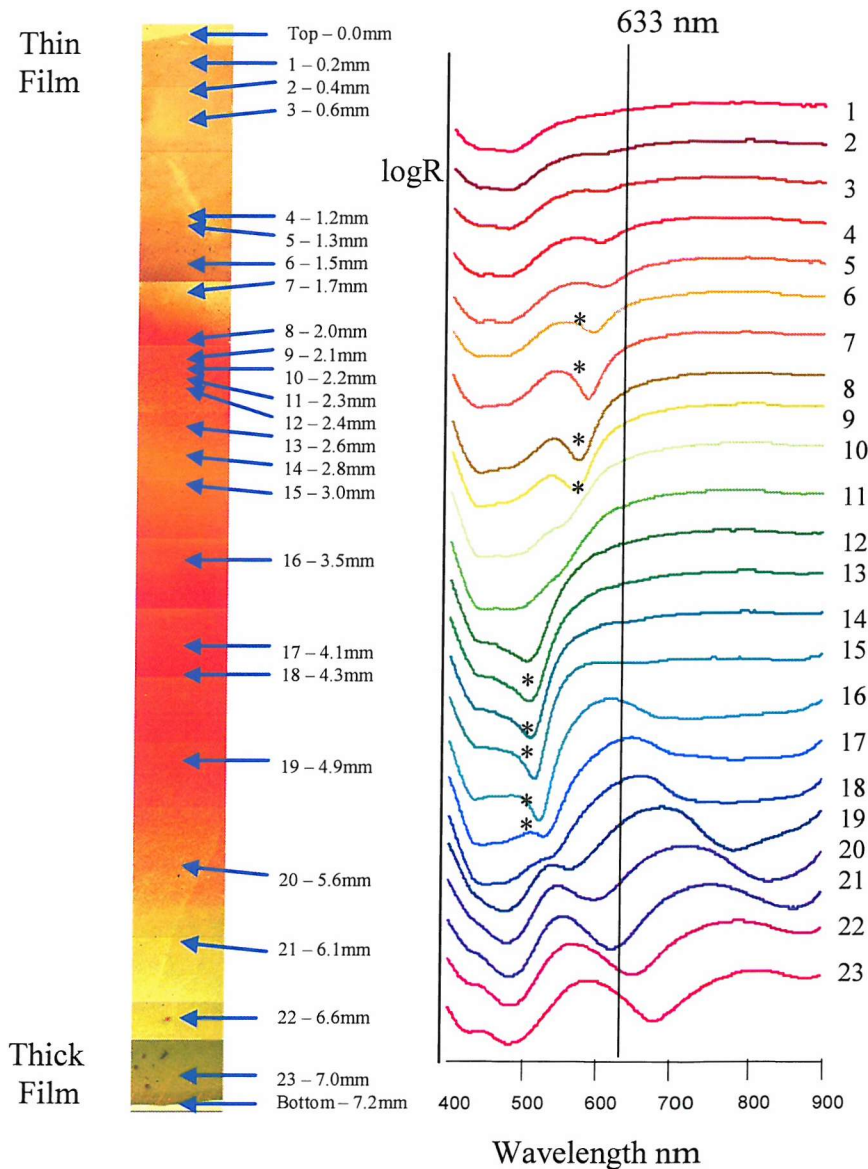 Thin
Film
Top – 0.0mm
1 – 0.2mm
2 – 0.4mm
3 – 0.6mm
4 – 1.2mm
5 – 1.3mm
6 – 1.5mm
7 – 1.7mm
8 – 2.0mm
9 – 2.1mm
10 – 2.2mm
11 – 2.3mm
12 – 2.4mm
13 – 2.6mm
14 – 2.8mm
15 – 3.0mm
16 – 3.5mm
17 – 4.1mm
18 – 4.3mm
19 – 4.9mm
20 – 5.6mm
21 – 6.1mm
22 – 6.6mm
23 – 7.0mm
Bottom – 7.2mm
Thick
Film
633 nm
logR
1
2
3
4
5
6
*
7
*
8
*
9
*
10
11
12
13
*
14
*
15
*
16
*
17
*
18
19
20
21
22
23
400 500 600 700 800 900
Wavelength nm